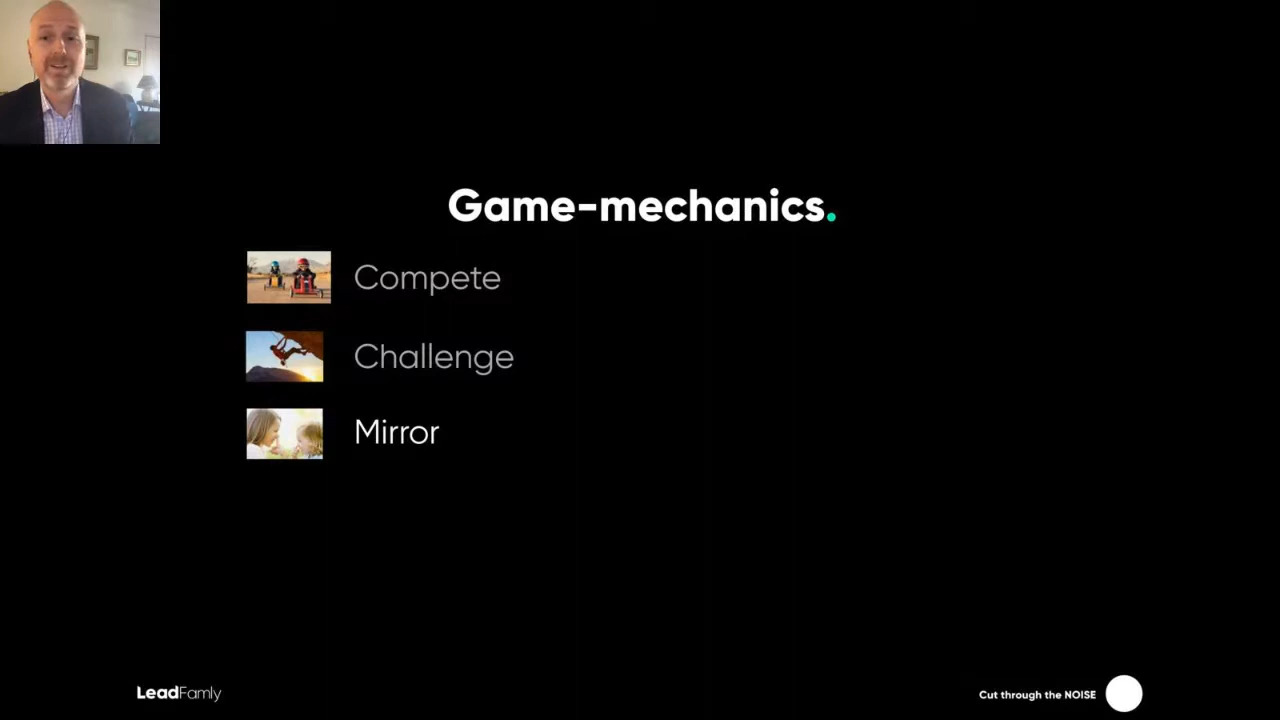 Game-mechanics.
Compete
Challenge
Mirror
LeadFamly
Cut through the NOISE